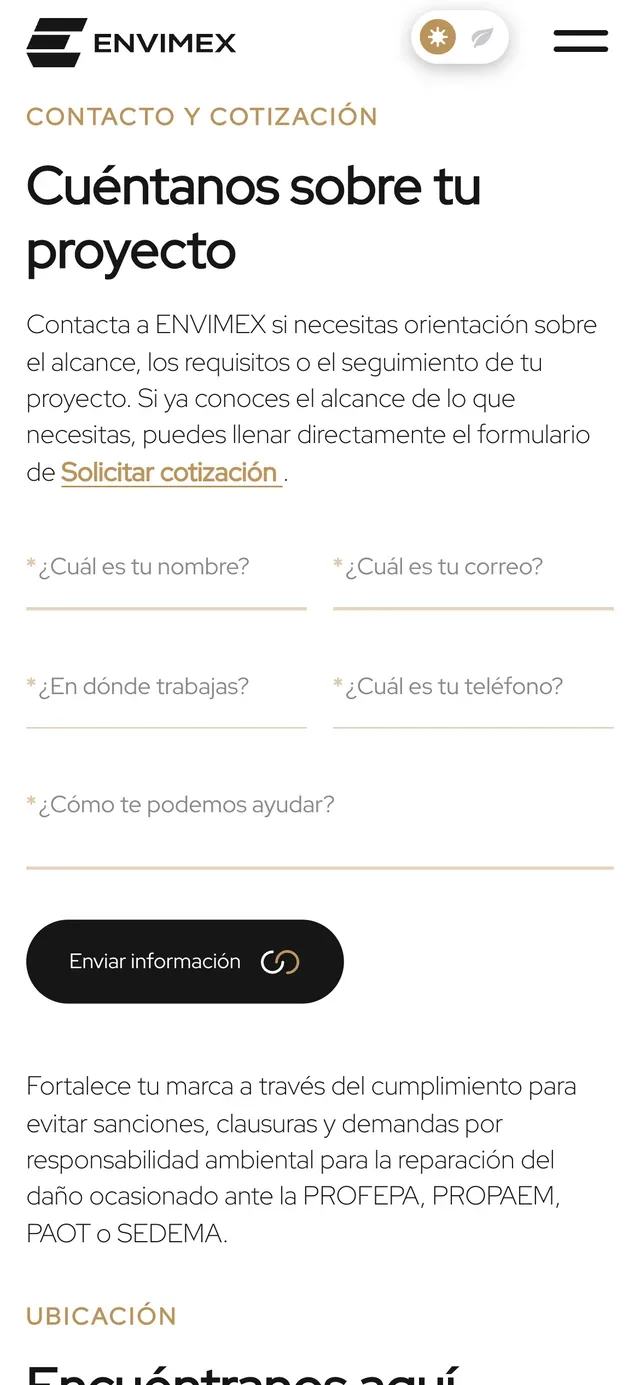 ENVIMEX
CONTACTO Y COTIZACIÓN
Cuéntanos sobre tu
proyecto
Contacta a ENVIMEX si necesitas orientación sobre
el alcance, los requisitos o el seguimiento de tu
proyecto. Si ya conoces el alcance de lo que
necesitas, puedes llenar directamente el formulario
de Solicitar cotización .
*¿Cuál es tu nombre?
*¿Cuál es tu correo?
*¿En dónde trabajas?
*¿Cuál es tu teléfono?
*¿Cómo te podemos ayudar?
Enviar información
Fortalece tu marca a través del cumplimiento para
evitar sanciones, clausuras y demandas por
responsabilidad ambiental para la reparación del
daño ocasionado ante la PROFEPA, PROPAEM,
PAOT o SEDEMA.
UBICACIÓN
Encuéntranos aquí